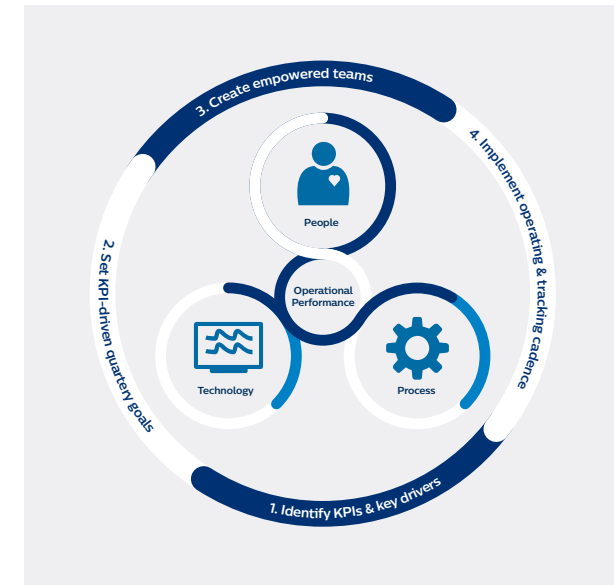 3. Create empowered teams
4. Implement operating & tracking cadence
People
2. Set KPI-driven quartery goals
Operational
Performance
Technology
Process
1. Identify KPIs & key drivers